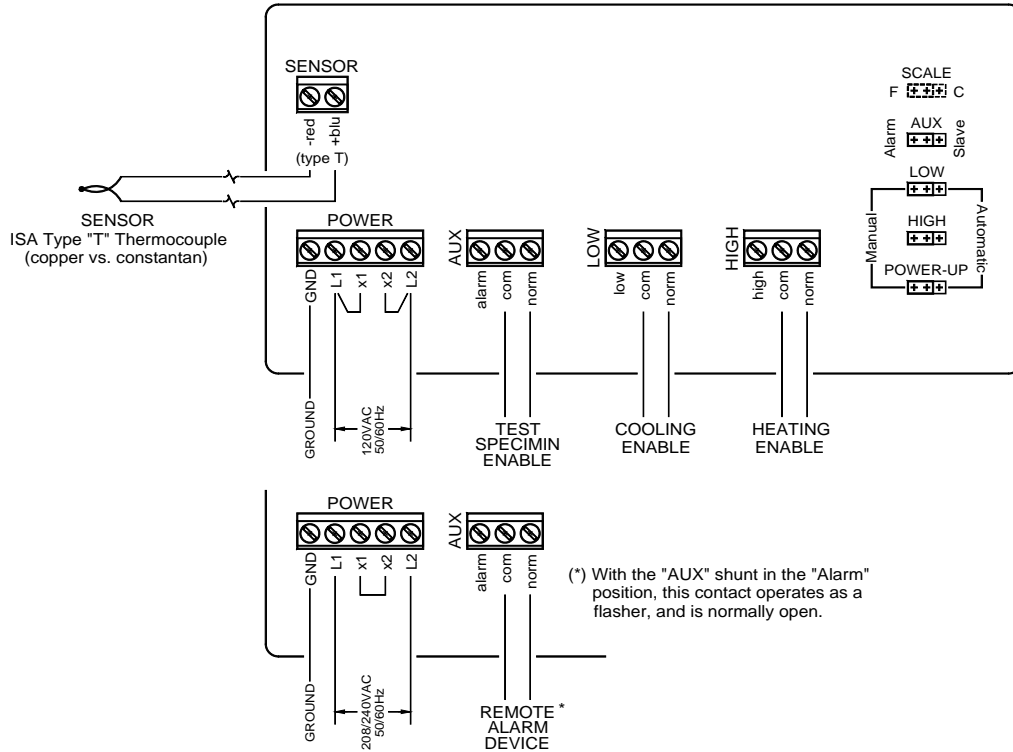 SENSOR
-red
+blu
(type T)
SENSOR
ISA Type "T" Thermocouple
(copper vs. constantan)
SCALE
F
C
Alarm
AUX
Slave
LOW
Manual
HIGH
Automatic
POWER-UP
POWER
GND
L1
x1
x2
L2
GROUND
120VAC
50/60Hz
AUX
alarm
com
norm
TEST
SPECIMIN
ENABLE
LOW
low
com
norm
COOLING
ENABLE
HIGH
high
com
norm
HEATING
ENABLE
POWER
GND
L1
x1
x2
L2
GROUND
208/240VAC
50/60Hz
AUX
alarm
com
norm
REMOTE *
ALARM
DEVICE
(*) With the "AUX" shunt in the "Alarm"
position, this contact operates as a
flasher, and is normally open.